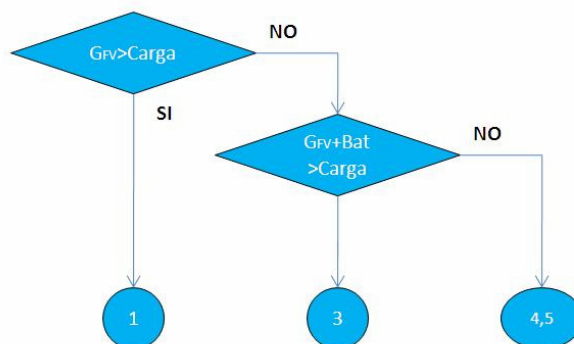 GFV>Carga
NO
SI
GFV+Bat
>Carga
NO
1
3
4,5